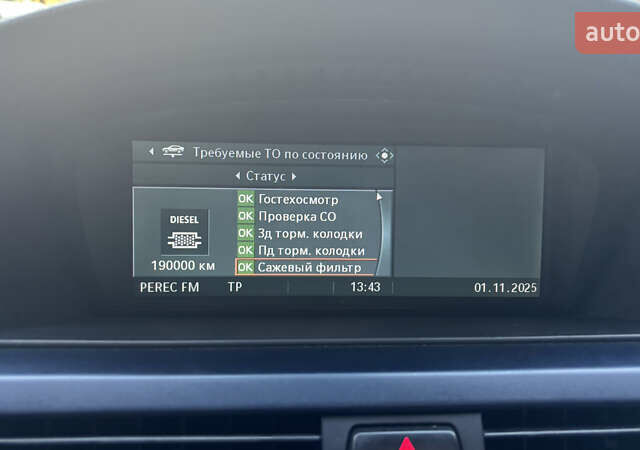 auto
Требуемые ТО по состоянию
Статус
OK Гостехосмотр
DIESEL
OK Проверка СО
OK Зд торм. колодки
OK Пд торм. колодки
190000 км
OK Сажевый фильтр
PEREC FM TP 13:43 01.11.2025